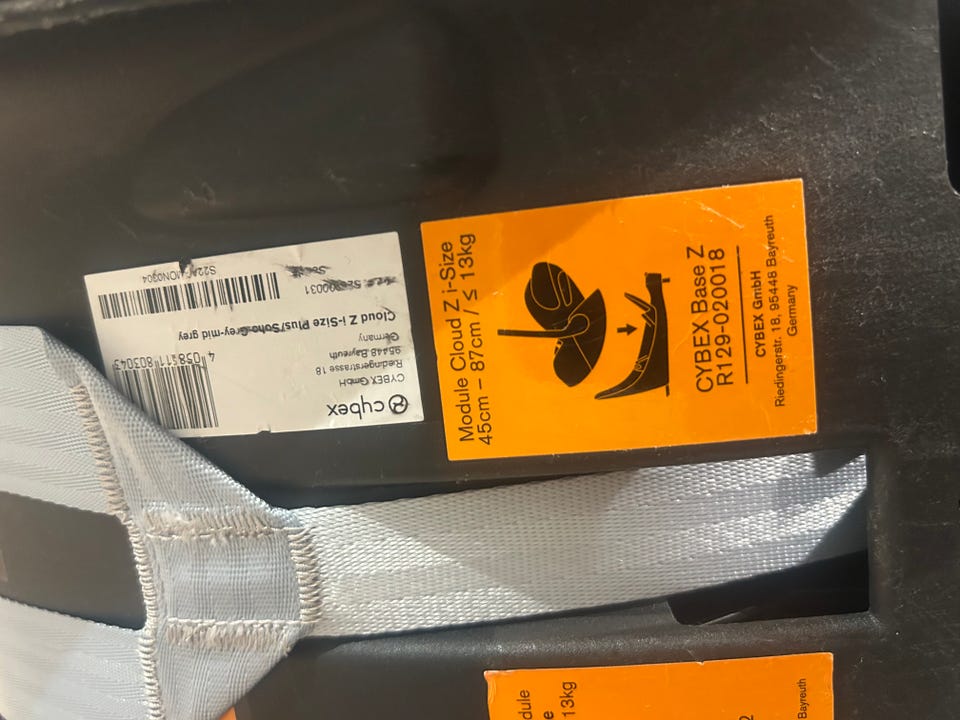 cybex
CYBEX GmbH
Riedingerstrasse 18
95448 Bayreuth
Germany
Cloud Z i-Size Plus/Soho Grey-mid grey
Module Cloud Z i-Size
45cm – 87cm / ≤ 13kg
CYBEX Base Z
R129-020018
CYBEX GmbH
Riedingerstr. 18, 95448 Bayreuth
Germany
13kg
Bayreuth